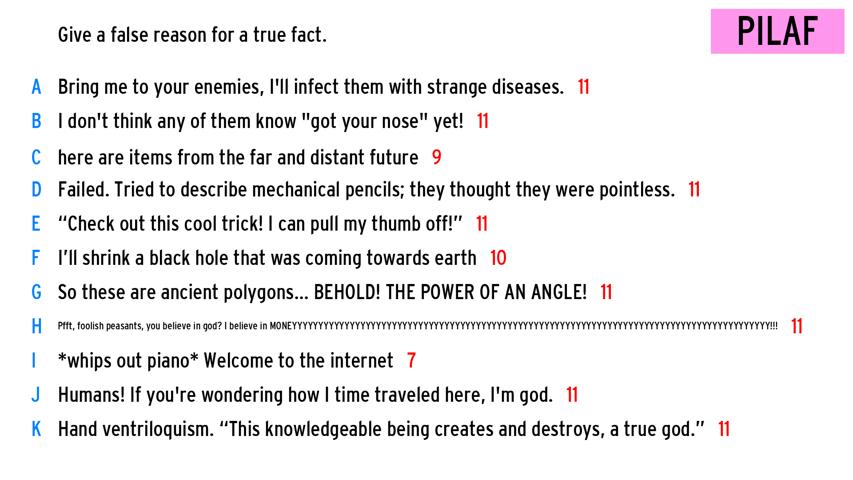 PILAF
Give a false reason for a true fact.
A Bring me to your enemies, I'll infect them with strange diseases. 11
B I don't think any of them know "got your nose" yet! 11
C here are items from the far and distant future 9
D Failed. Tried to describe mechanical pencils; they thought they were pointless. 11
E “Check out this cool trick! I can pull my thumb off!” 11
F I’ll shrink a black hole that was coming towards earth 10
G So these are ancient polygons... BEHOLD! THE POWER OF AN ANGLE! 11
H Pfft, foolish peasants, you believe in god? I believe in MONEYYYYYYYYYYYYYYYYYYYYYYYYYYYYYYYYYYYYYYYYYYYYYYYYYYYYYYYYYYYYYYYYYYYYYYYYYYYYYYYYYYYYYYYYYYYYY!!! 11
I *whips out piano* Welcome to the internet 7
J Humans! If you're wondering how I time traveled here, I'm god. 11
K Hand ventriloquism. “This knowledgeable being creates and destroys, a true god.” 11